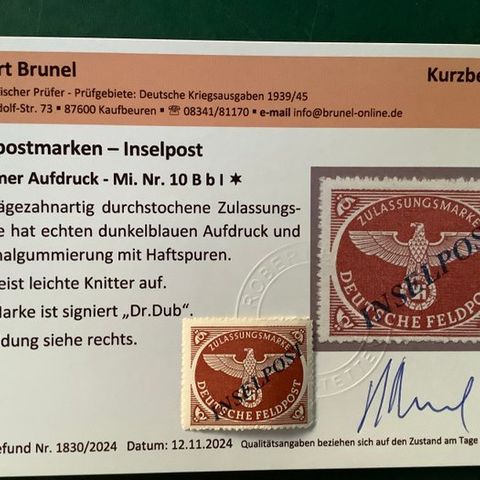 rt Brunel
Kurzbe
ischer Prüfer - Prüfgebiete: Deutsche Kriegsausgaben 1939/45
olf-Str. 73 ■ 87600 Kaufbeuren ■ ☏ 08341/81170 ■ e-mail info@brunel-online.de
postmarken – Inselpost
ner Aufdruck - Mi. Nr. 10 B b I ✶
ägezahnartig durchstochene Zulassungs-
e hat echten dunkelblauen Aufdruck und
nalgummierung mit Haftspuren.
eist leichte Knitter auf.
Marke ist signiert „Dr.Dub“.
dung siehe rechts.
ZULASSUNGSMARKE
INSELPOST
DEUTSCHE FELDPO
ZULASSUNGSMARKE
INSELPOST
DEUTSCHE FELDPOST
efund Nr. 1830/2024 Datum: 12.11.2024 Qualitätsangaben beziehen sich auf den Zustand am Tage